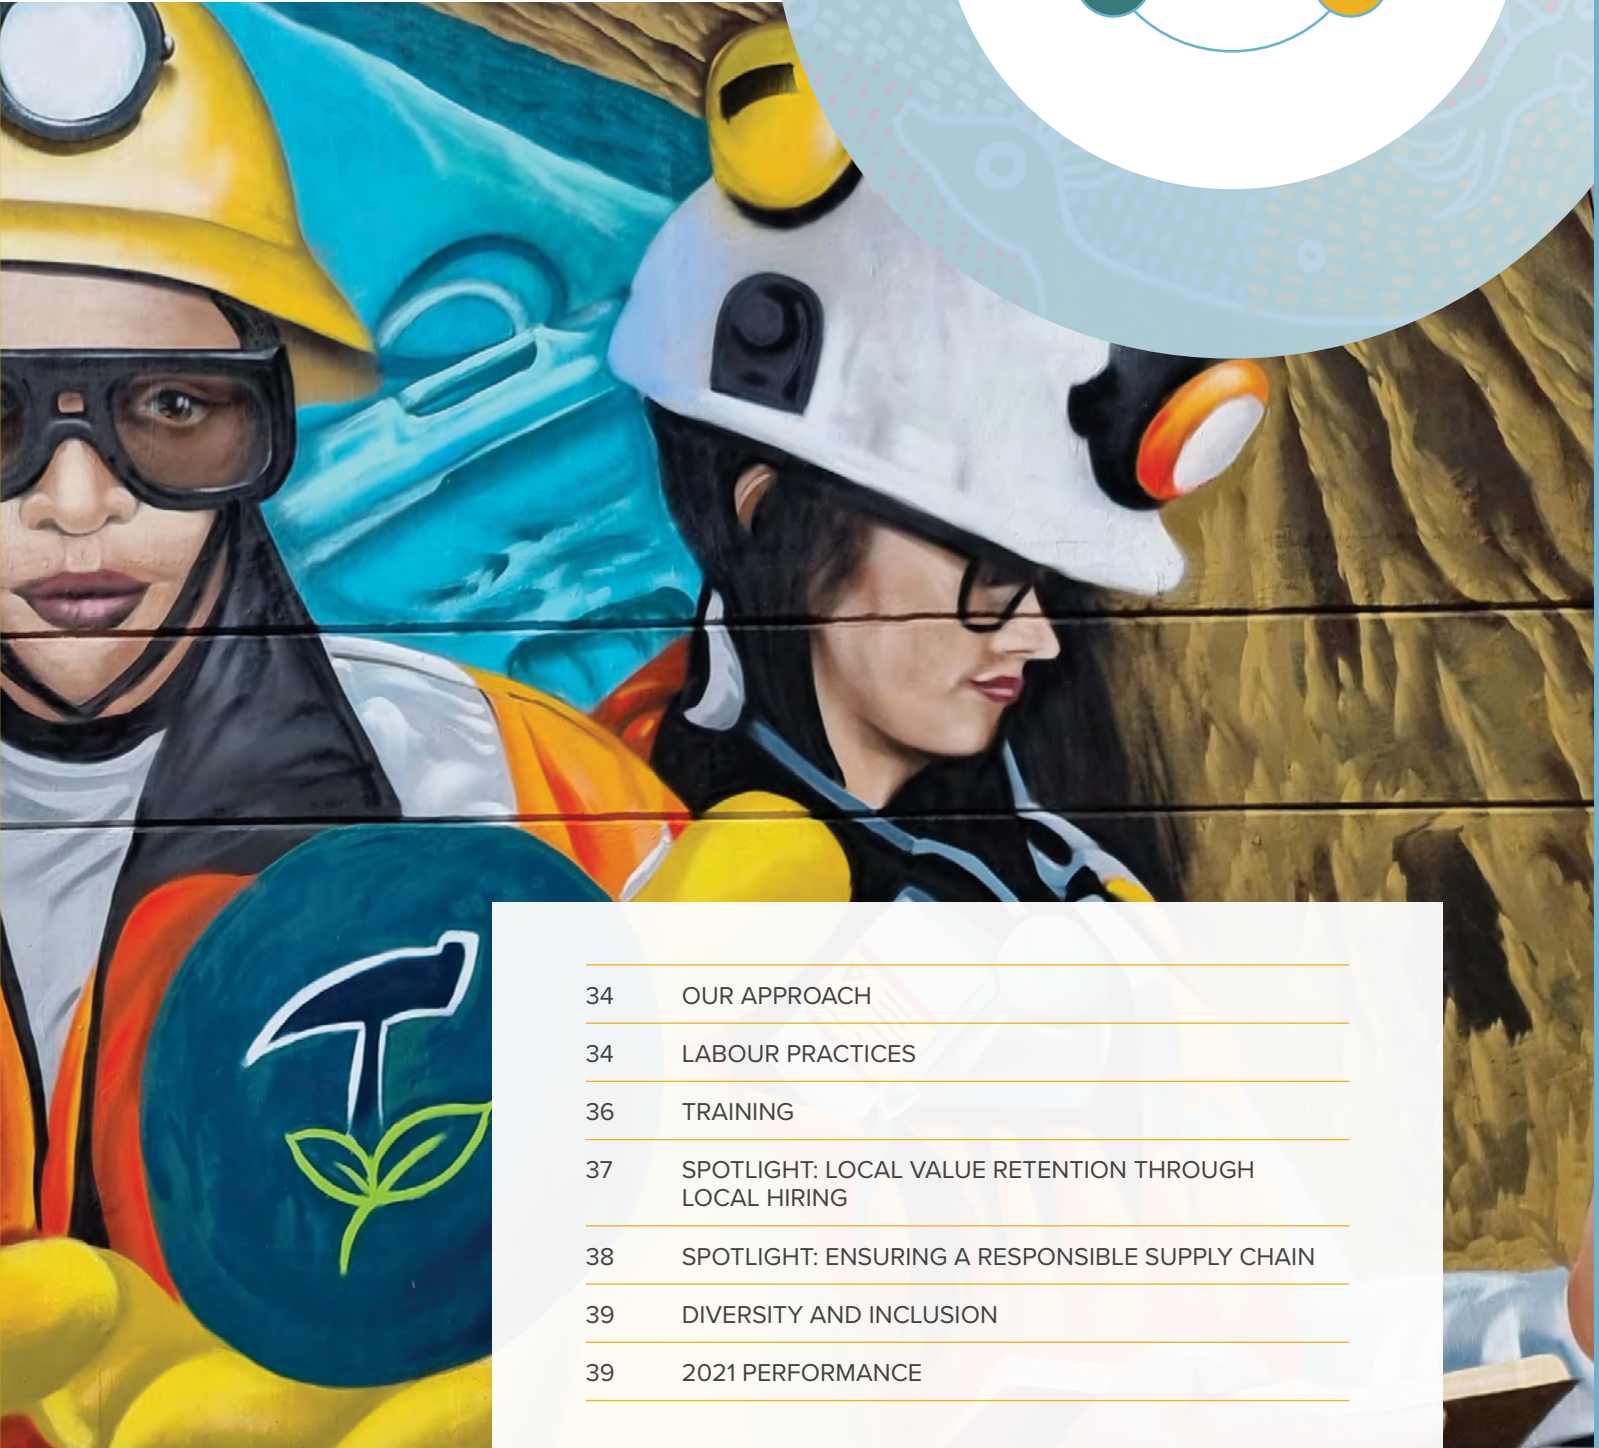 34 OUR APPROACH
34 LABOUR PRACTICES
36 TRAINING
37 SPOTLIGHT: LOCAL VALUE RETENTION THROUGH
LOCAL HIRING
38 SPOTLIGHT: ENSURING A RESPONSIBLE SUPPLY CHAIN
39 DIVERSITY AND INCLUSION
39 2021 PERFORMANCE